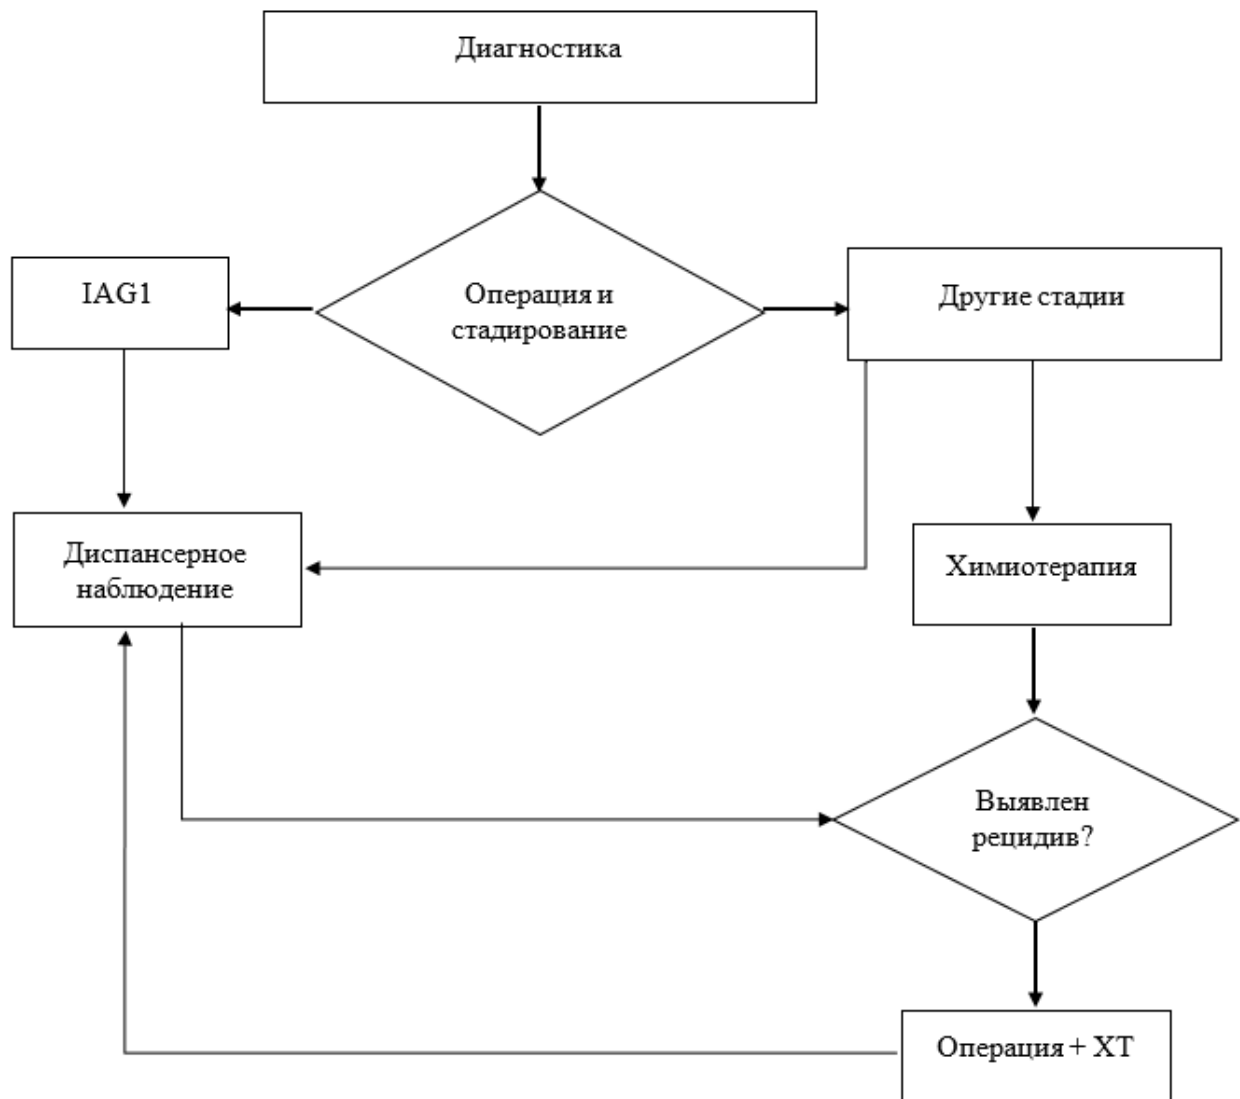 Диагностика
IAG1
Операция и
стадирование
Другие стадии
Диспансерное
наблюдение
Химиотерапия
Выявлен
рецидив?
Операция + ХТ